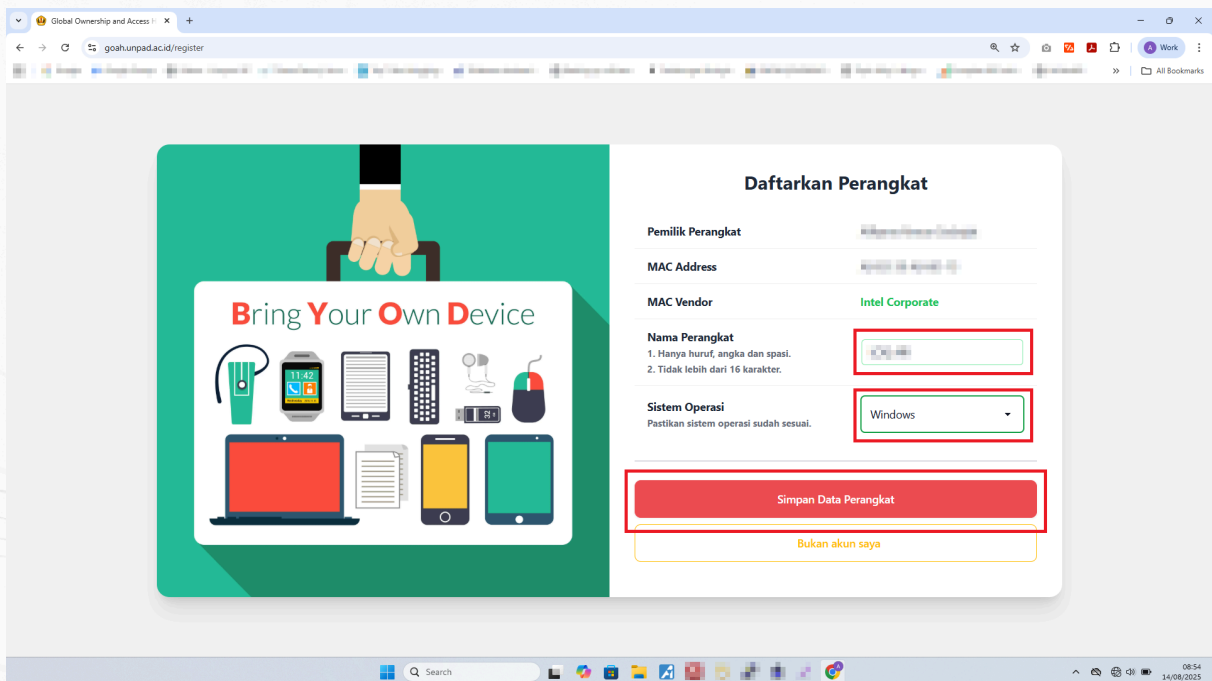 Global Ownership and Access H
goah.unpad.ac.id/register
Work
All Bookmarks
Bring Your Own Device
11:42
32
Daftarkan Perangkat
Pemilik Perangkat
MAC Address
MAC Vendor
Intel Corporate
Nama Perangkat
1. Hanya huruf, angka dan spasi.
2. Tidak lebih dari 16 karakter.
Sistem Operasi
Windows
Pastikan sistem operasi sudah sesuai.
Simpan Data Perangkat
Bukan akun saya
Search
08:54
14/08/2025